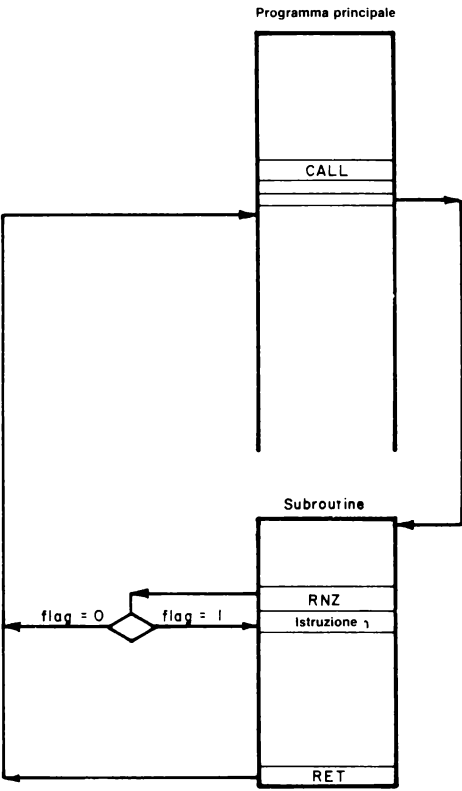 Programma principale
CALL
Subroutine
RNZ
flag = 0
flag = 1
Istruzione
RET